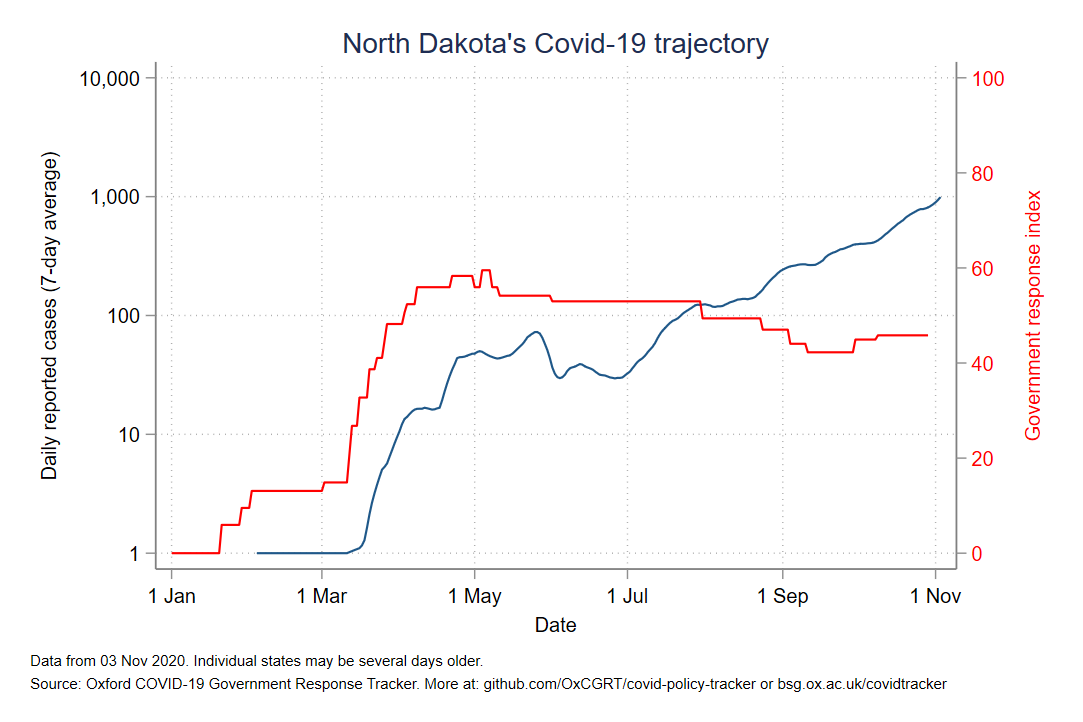 North Dakota's Covid-19 trajectory
10,000
1,000
100
10
1
Daily reported cases (7-day average)
100
80
60
40
20
0
Government response index
1 Jan 1 Mar 1 May 1 Jul 1 Sep 1 Nov
Date
Data from 03 Nov 2020. Individual states may be several days older.
Source: Oxford COVID-19 Government Response Tracker. More at: github.com/OxCGRT/covid-policy-tracker or bsg.ox.ac.uk/covidtracker